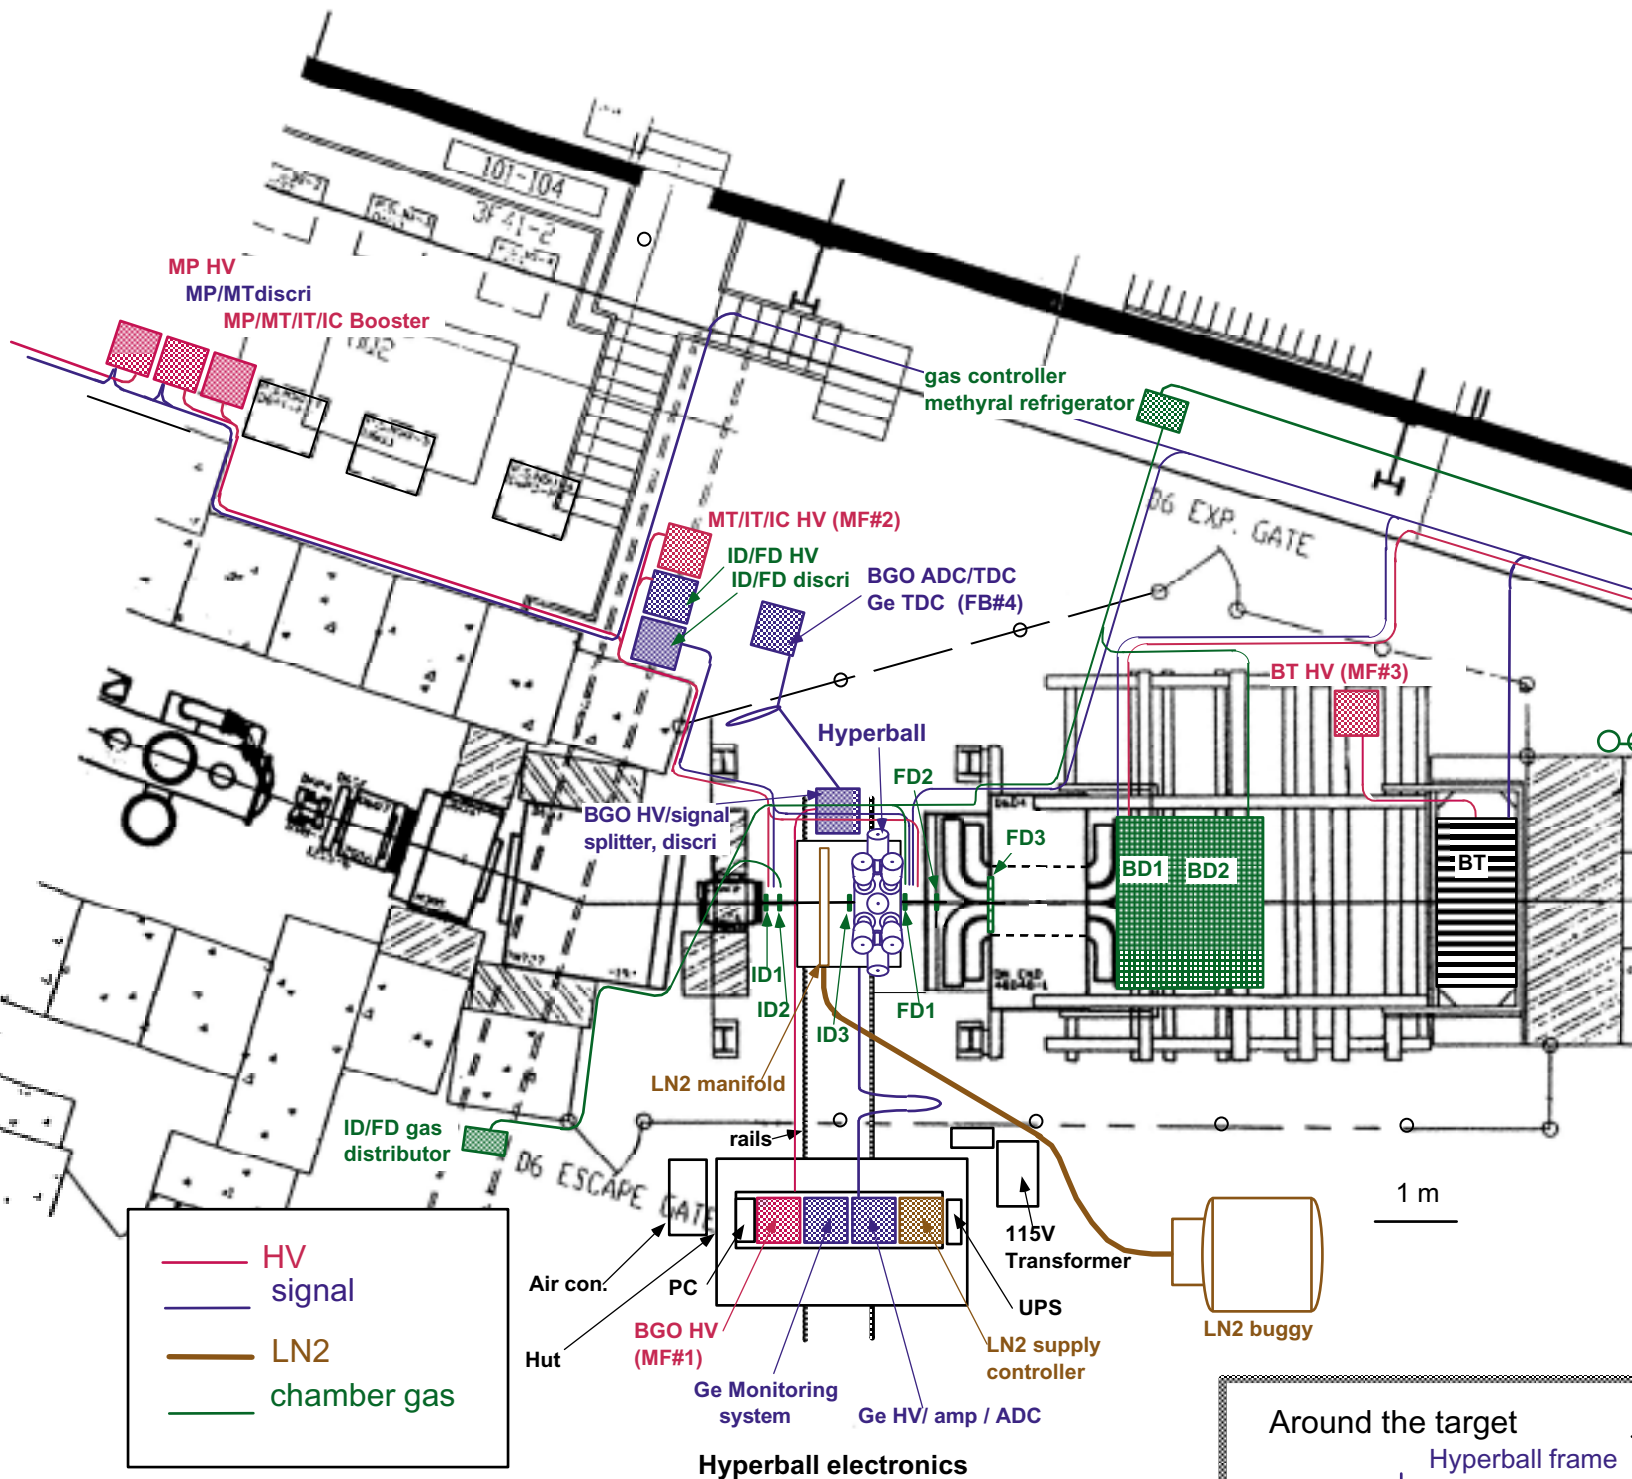 101-104
3F41-2
MP HV
MP/MTdiscri
MP/MT/IT/IC Booster
gas controller
methyral refrigerator
D6 EXP. GATE
MT/IT/IC HV (MF#2)
ID/FD HV
ID/FD discri
BGO ADC/TDC
Ge TDC (FB#4)
BT HV (MF#3)
Hyperball
FD2
BGO HV/signal
splitter, discri
FD3
BD1
BD2
BT
ID1
ID2
ID3
FD1
LN2 manifold
rails
ID/FD gas
distributor
D6 ESCAPE GATE
1 m
115V
Transformer
Air con.
PC
UPS
Hut
BGO HV
(MF#1)
LN2 supply
controller
LN2 buggy
Ge Monitoring
system
Ge HV/ amp / ADC
Hyperball electronics
HV
signal
LN2
chamber gas
Around the target
Hyperball frame